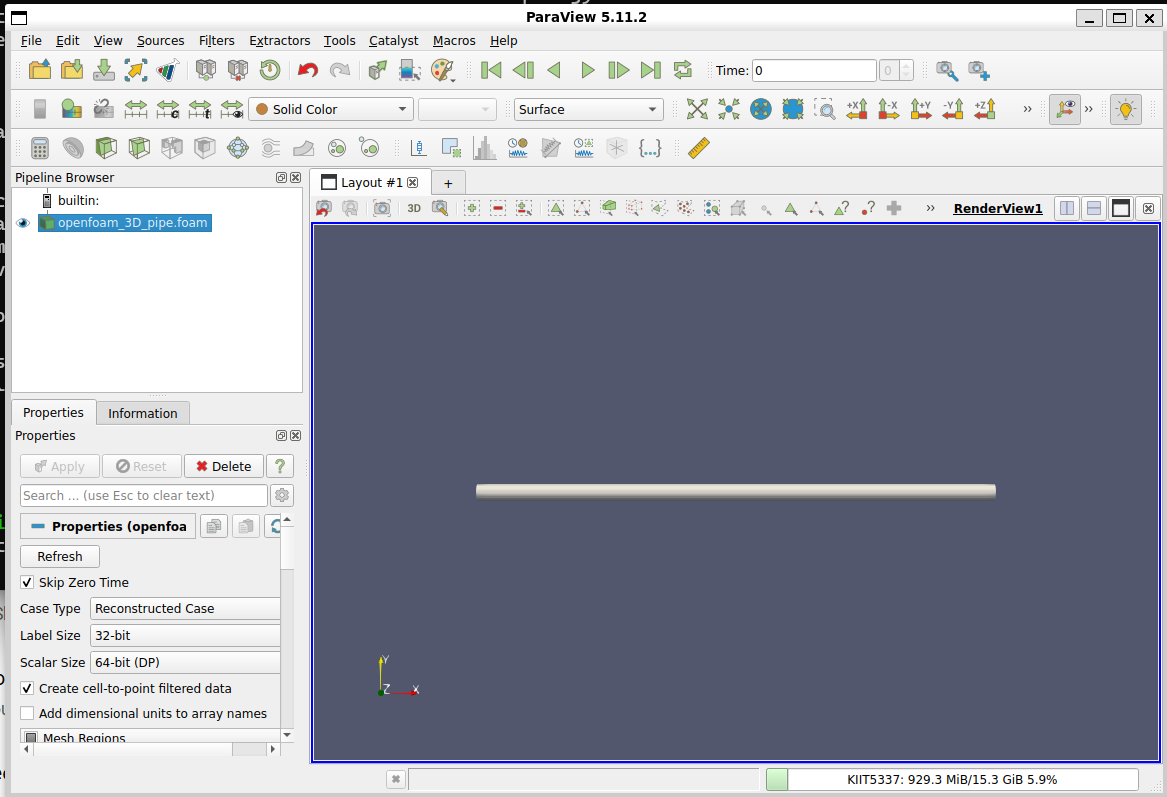 ParaView 5.11.2
File Edit View Sources Filters Extractors Tools Catalyst Macros Help
Time: 0 0
Solid Color Surface +X -X +Y -Y +Z
Pipeline Browser
builtin:
openfoam_3D_pipe.foam
Layout #1 +
3D RenderView1
Properties Information
Properties
Apply Reset Delete ?
Search ... (use Esc to clear text)
Properties (openfoa
Refresh
Skip Zero Time
Case Type Reconstructed Case
Label Size 32-bit
Scalar Size 64-bit (DP)
Create cell-to-point filtered data
Add dimensional units to array names
Mesh Regions
Y
Z X
KIIT5337: 929.3 MiB/15.3 GiB 5.9%